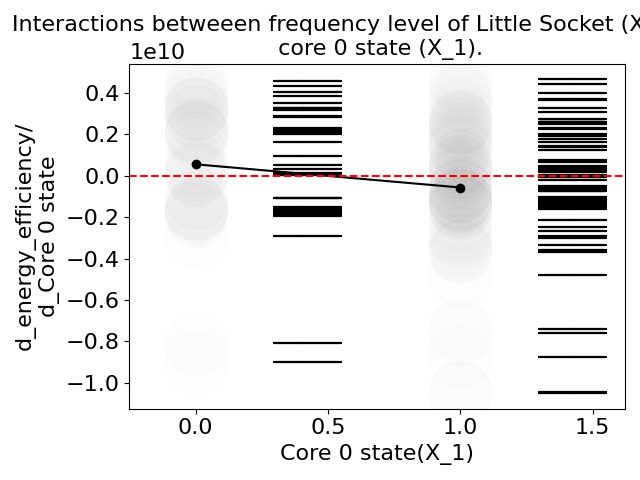 Interactions betweeen frequency level of Little Socket (X
core 0 state (X_1).
1e10
0.4
0.2
0.0
−0.2
−0.4
−0.6
−0.8
−1.0
d_energy_efficiency/
d_Core 0 state
0.0 0.5 1.0 1.5
Core 0 state(X_1)